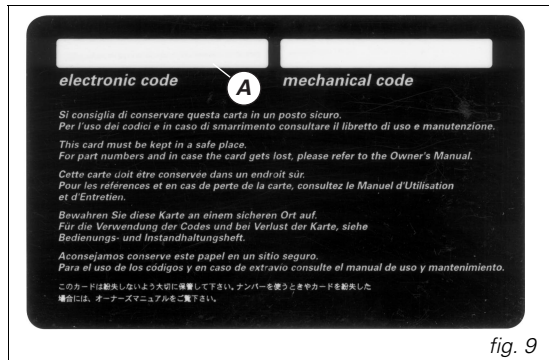 electronic code
A
mechanical code
Si consiglia di conservare questa carta in un posto sicuro.
Per l'uso dei codici e in caso di smarrimento consultare il libretto di uso e manutenzione.
This card must be kept in a safe place.
For part numbers and in case the card gets lost, please refer to the Owner's Manual.
Cette carte doit être conservée dans un endroit sûr.
Pour les références et en cas de perte de la carte, consultez le Manuel d'Utilisation
et d'Entretien.
Bewahren Sie diese Karte an einem sicheren Ort auf.
Für die Verwendung der Codes und bei Verlust der Karte, siehe
Bedienungs- und Instandhaltungsheft.
Aconsejamos conserve este papel en un sitio seguro.
Para el uso de los códigos y en caso de extravío consulte el manual de uso y mantenimiento.
このカードは紛失しないよう大切に保管して下さい。ナンバーを使うときやカードを紛失した
場合には、オーナーズマニュアルをご覧下さい。
fig. 9